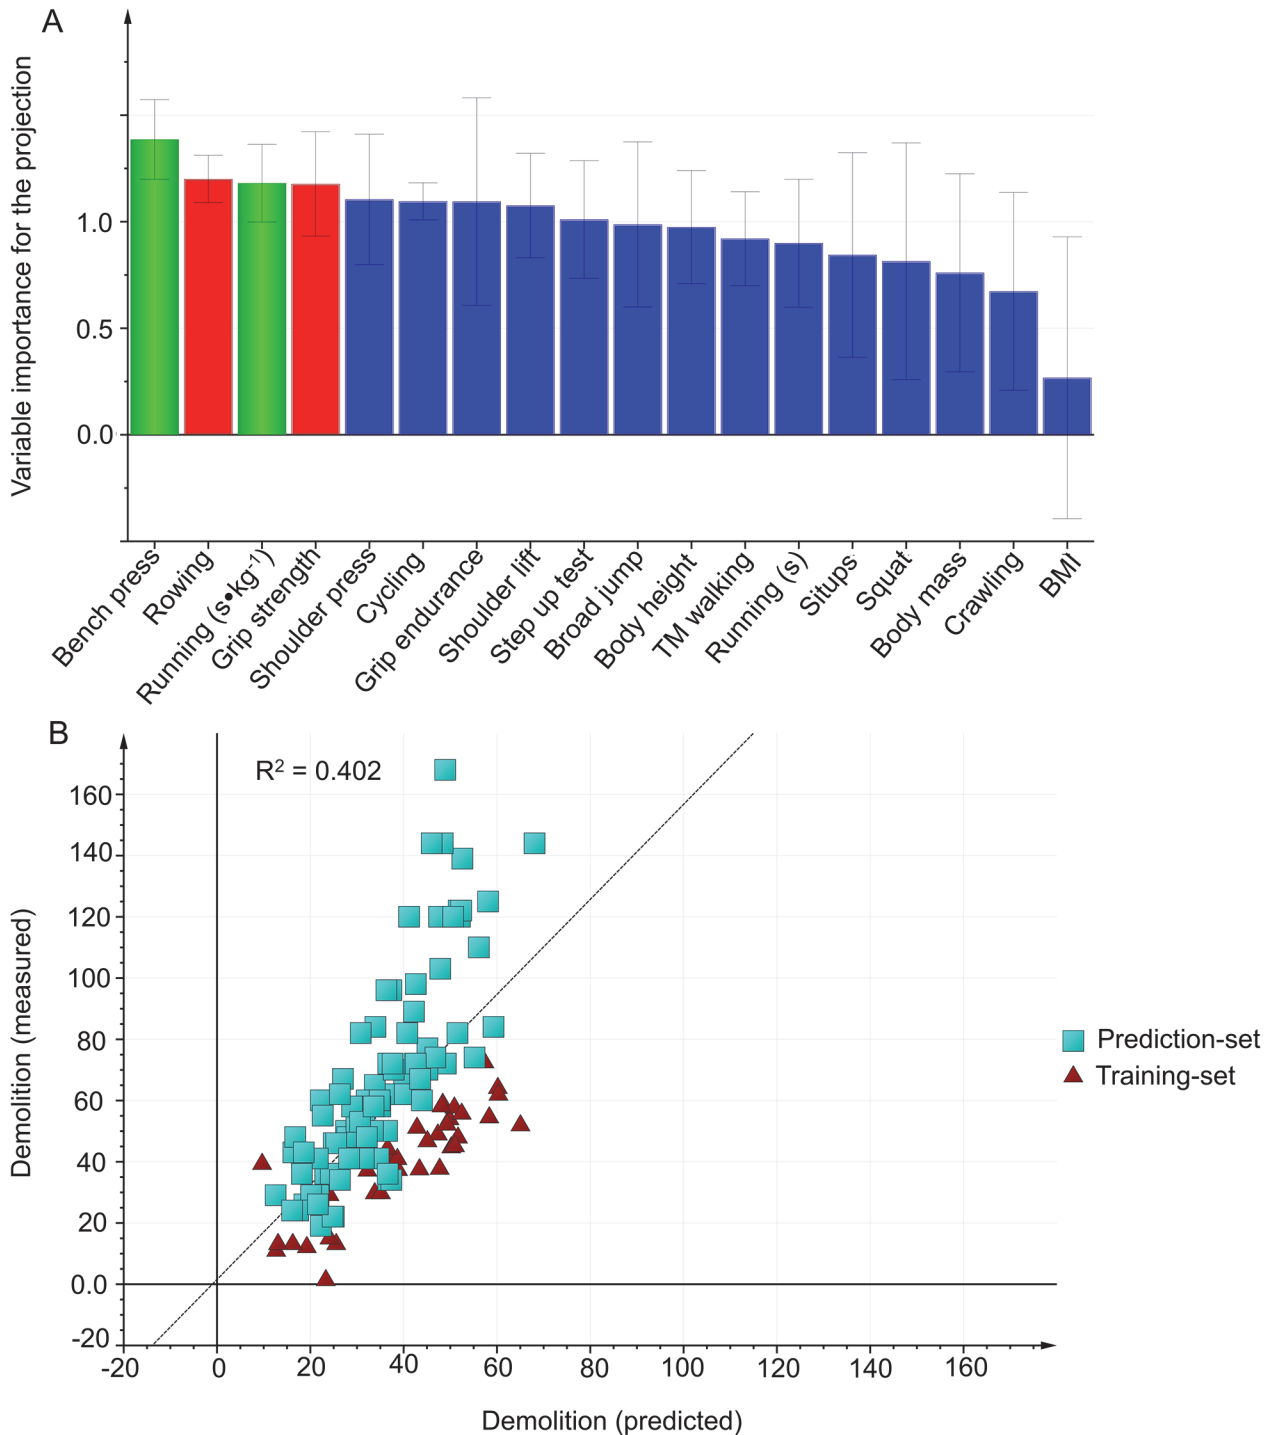 A
Variable importance for the projection
1.0
0.5
0.0
Bench press
Rowing
Running (s•kg⁻¹)
Grip strength
Shoulder press
Cycling
Grip endurance
Shoulder lift
Step up test
Broad jump
Body height
TM walking
Running (s)
Situps
Squat
Body mass
Crawling
BMI
B
R² = 0.402
Demolition (measured)
160
140
120
100
80
60
40
20
0.0
-20
-20
0
20
40
60
80
100
120
140
160
Demolition (predicted)
Prediction-set
Training-set